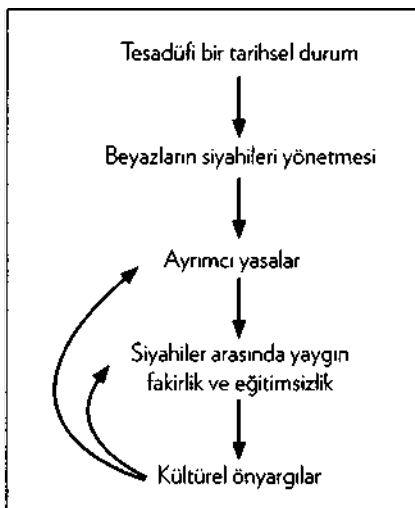 Tesadüfi bir tarihsel durum
Beyazların siyahileri yönetmesi
Ayrımcı yasalar
Siyahiler arasında yaygın
fakirlik ve eğitimsizlik
Kültürel önyargılar